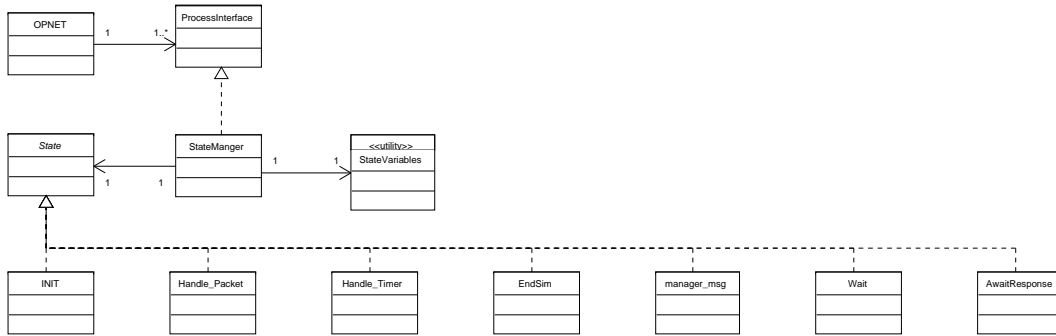 OPNET
ProcessInterface
1
1..*
State
StateManger
<<utility>>
StateVariables
1
1
1
1
INIT
Handle_Packet
Handle_Timer
EndSim
manager_msg
Wait
AwaitResponse